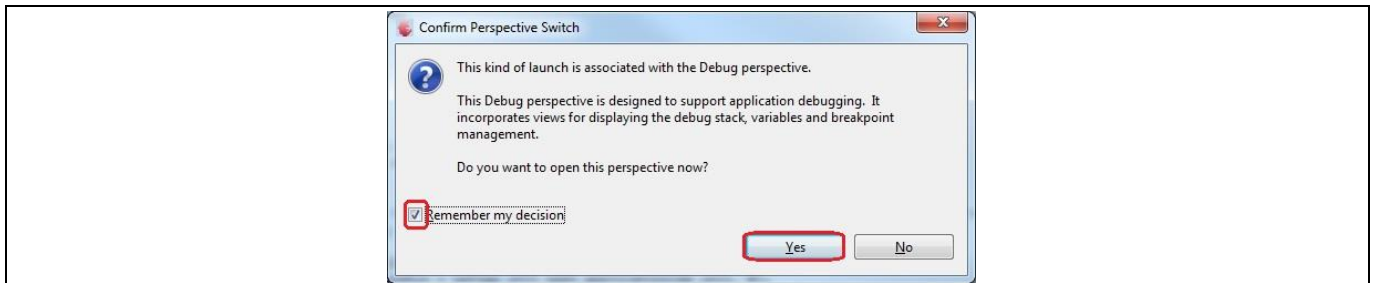 Confirm Perspective Switch
This kind of launch is associated with the Debug perspective.
This Debug perspective is designed to support application debugging. It
incorporates views for displaying the debug stack, variables and breakpoint
management.
Do you want to open this perspective now?
Remember my decision
Yes
No